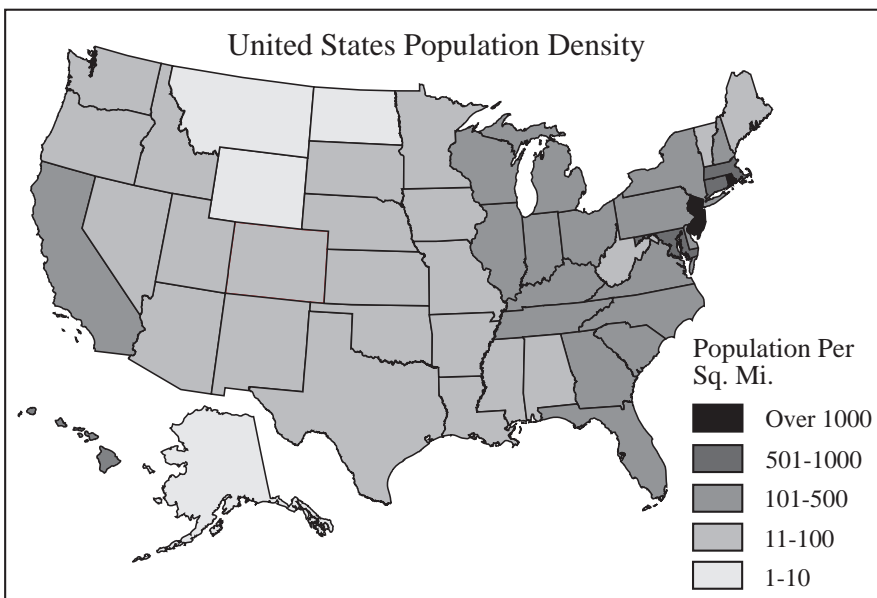 United States Population Density
Population Per
Sq. Mi.
Over 1000
501-1000
101-500
11-100
1-10